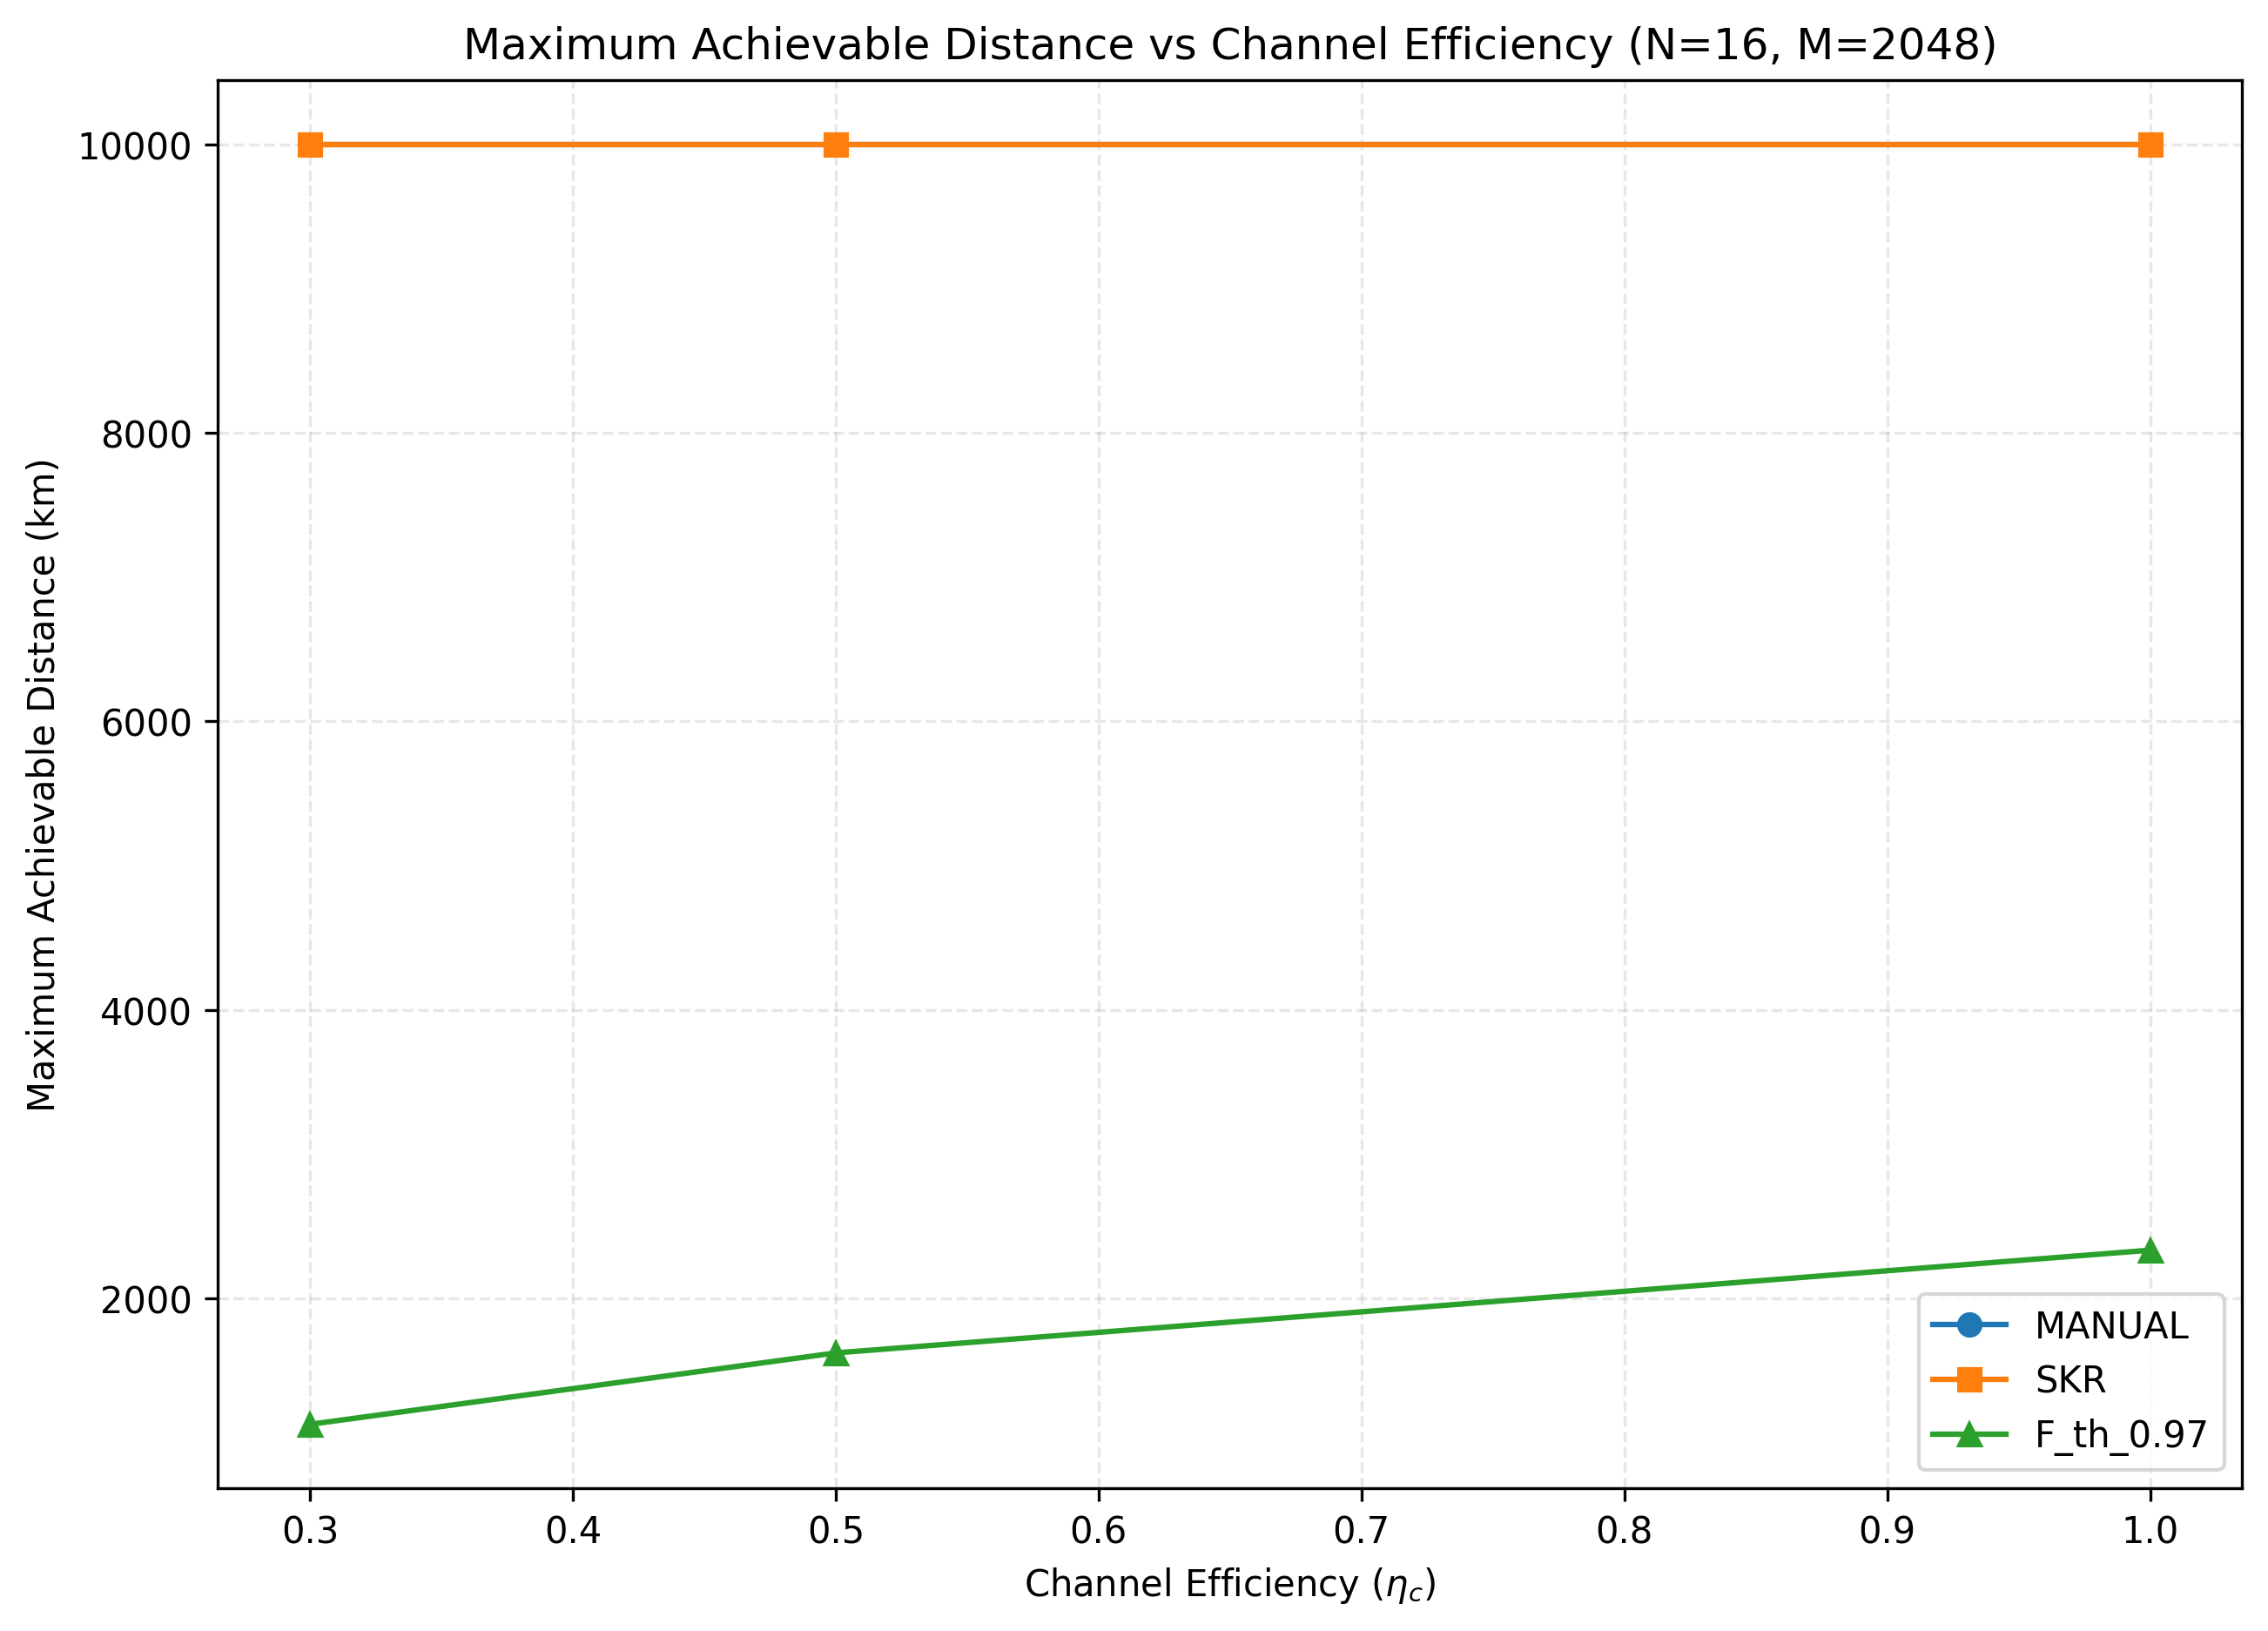 Maximum Achievable Distance vs Channel Efficiency (N=16, M=2048)
Maximum Achievable Distance (km)
10000
8000
6000
4000
2000
MANUAL
SKR
F_th_0.97
0.3 0.4 0.5 0.6 0.7 0.8 0.9 1.0
Channel Efficiency (η_c)